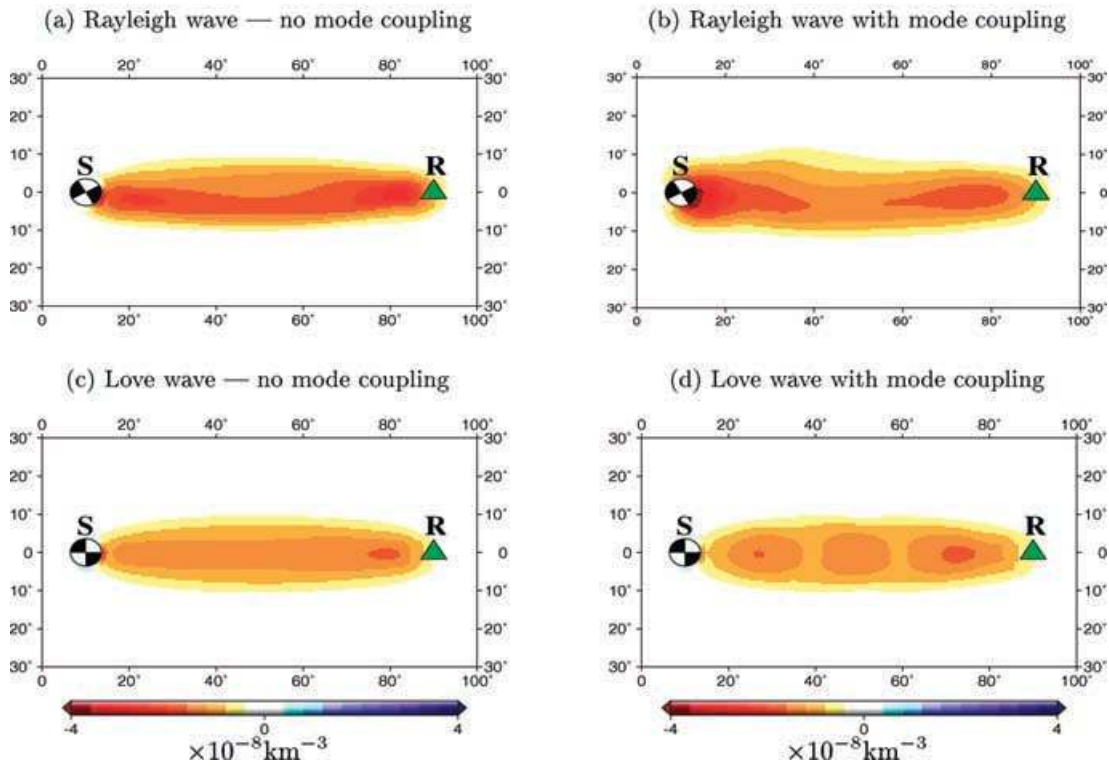 (a) Rayleigh wave — no mode coupling
(b) Rayleigh wave with mode coupling
0 20° 40° 60° 80° 100°
0 20° 40° 60° 80° 100°
30° 30° 30° 30°
20° 20° 20° 20°
10° 10° 10° 10°
S R S R
0 0 0 0
10° 10° 10° 10°
20° 20° 20° 20°
30° 30° 30° 30°
0 20° 40° 60° 80° 100°
0 20° 40° 60° 80° 100°
(c) Love wave — no mode coupling
(d) Love wave with mode coupling
0 20° 40° 60° 80° 100°
0 20° 40° 60° 80° 100°
30° 30° 30° 30°
20° 20° 20° 20°
10° 10° 10° 10°
S R S R
0 0 0 0
10° 10° 10° 10°
20° 20° 20° 20°
30° 30° 30° 30°
0 20° 40° 60° 80° 100°
0 20° 40° 60° 80° 100°
-4 0 4
-4 0 4
×10⁻⁸km⁻³
×10⁻⁸km⁻³